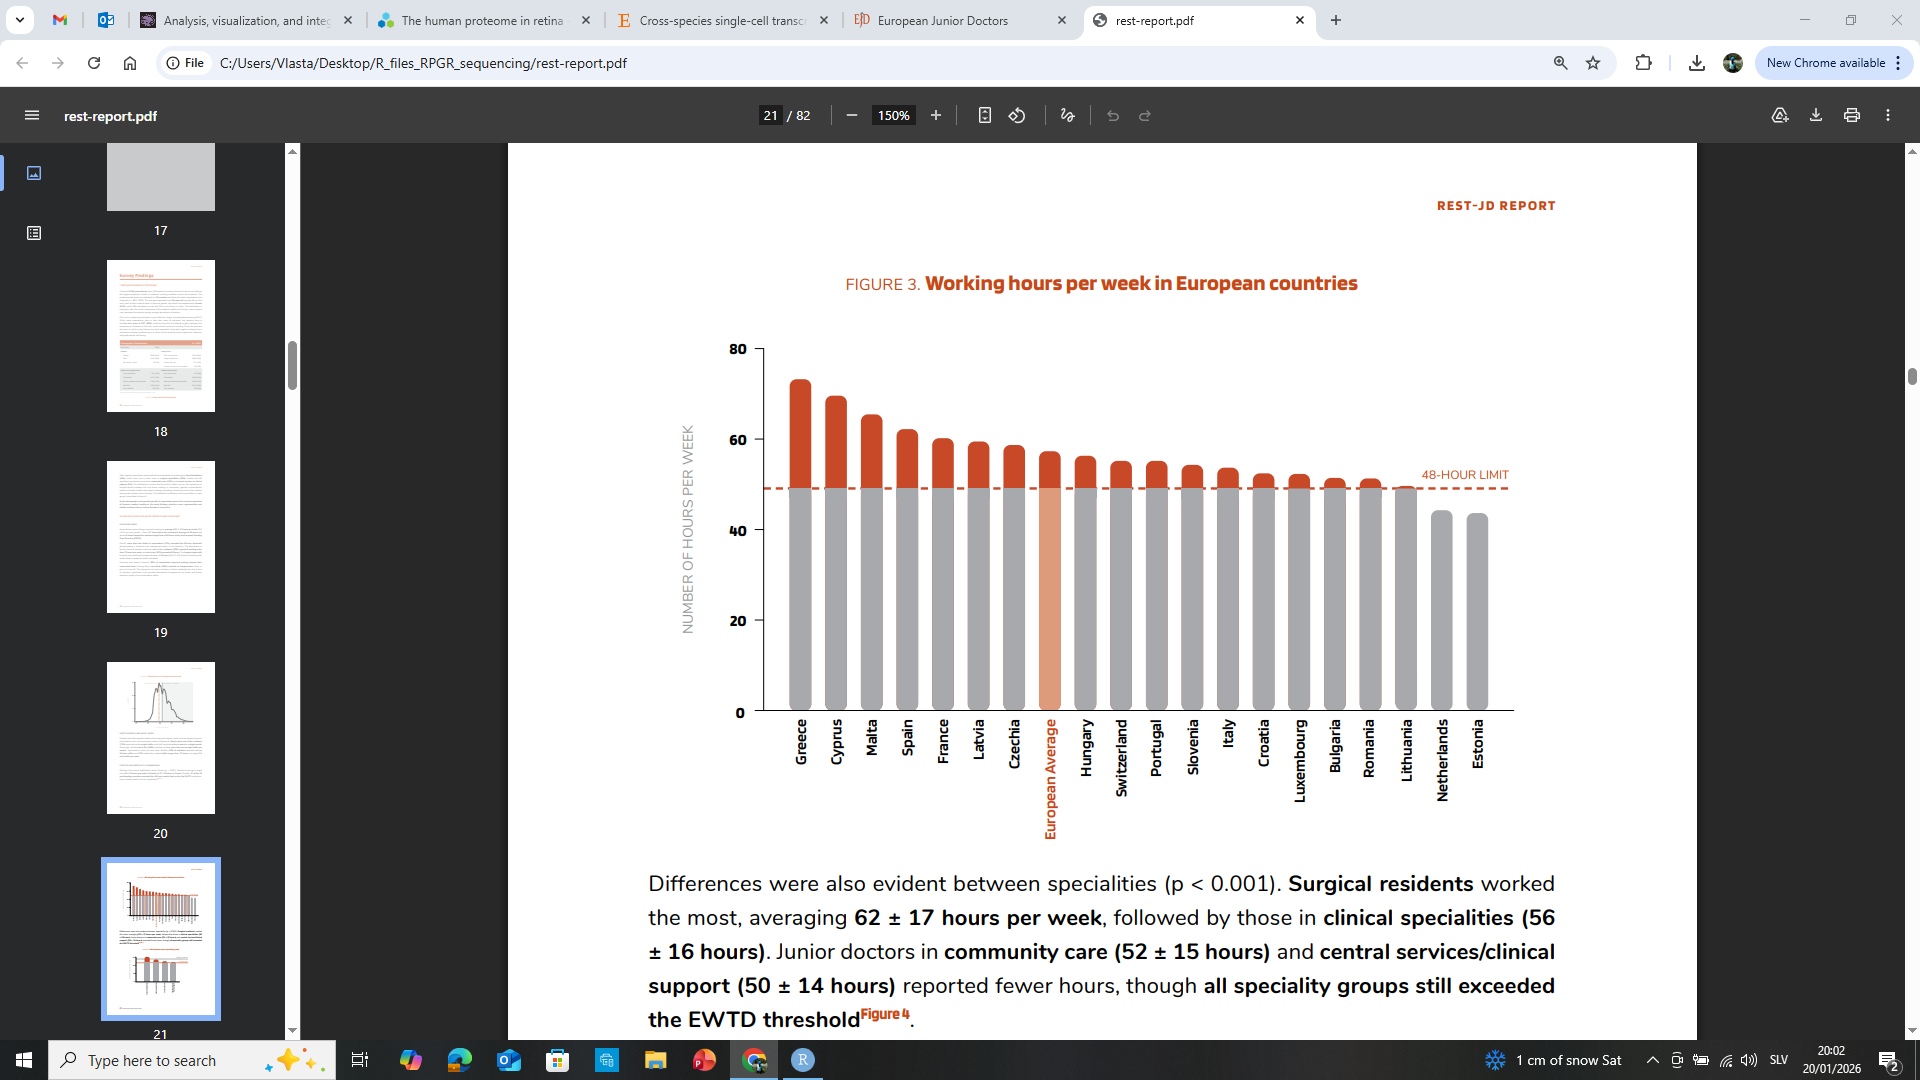 Analysis, visualization, and inte
The human proteome in retina
Cross-species single-cell transc
European Junior Doctors
rest-report.pdf
File
C:/Users/Vlasta/Desktop/R_files_RPGR_sequencing/rest-report.pdf
New Chrome available
rest-report.pdf
21 / 82
150%
17
18
19
20
21
REST-JD REPORT
FIGURE 3. Working hours per week in European countries
NUMBER OF HOURS PER WEEK
80
60
40
20
0
48-HOUR LIMIT
Greece
Cyprus
Malta
Spain
France
Latvia
Czechia
European Average
Hungary
Switzerland
Portugal
Slovenia
Italy
Croatia
Luxembourg
Bulgaria
Romania
Lithuania
Netherlands
Estonia
Differences were also evident between specialities (p < 0.001). Surgical residents worked
the most, averaging 62 ± 17 hours per week, followed by those in clinical specialities (56
± 16 hours). Junior doctors in community care (52 ± 15 hours) and central services/clinical
support (50 ± 14 hours) reported fewer hours, though all speciality groups still exceeded
the EWTD threshold Figure 4.
Type here to search
1 cm of snow Sat
SLV
20:02
20/01/2026
2